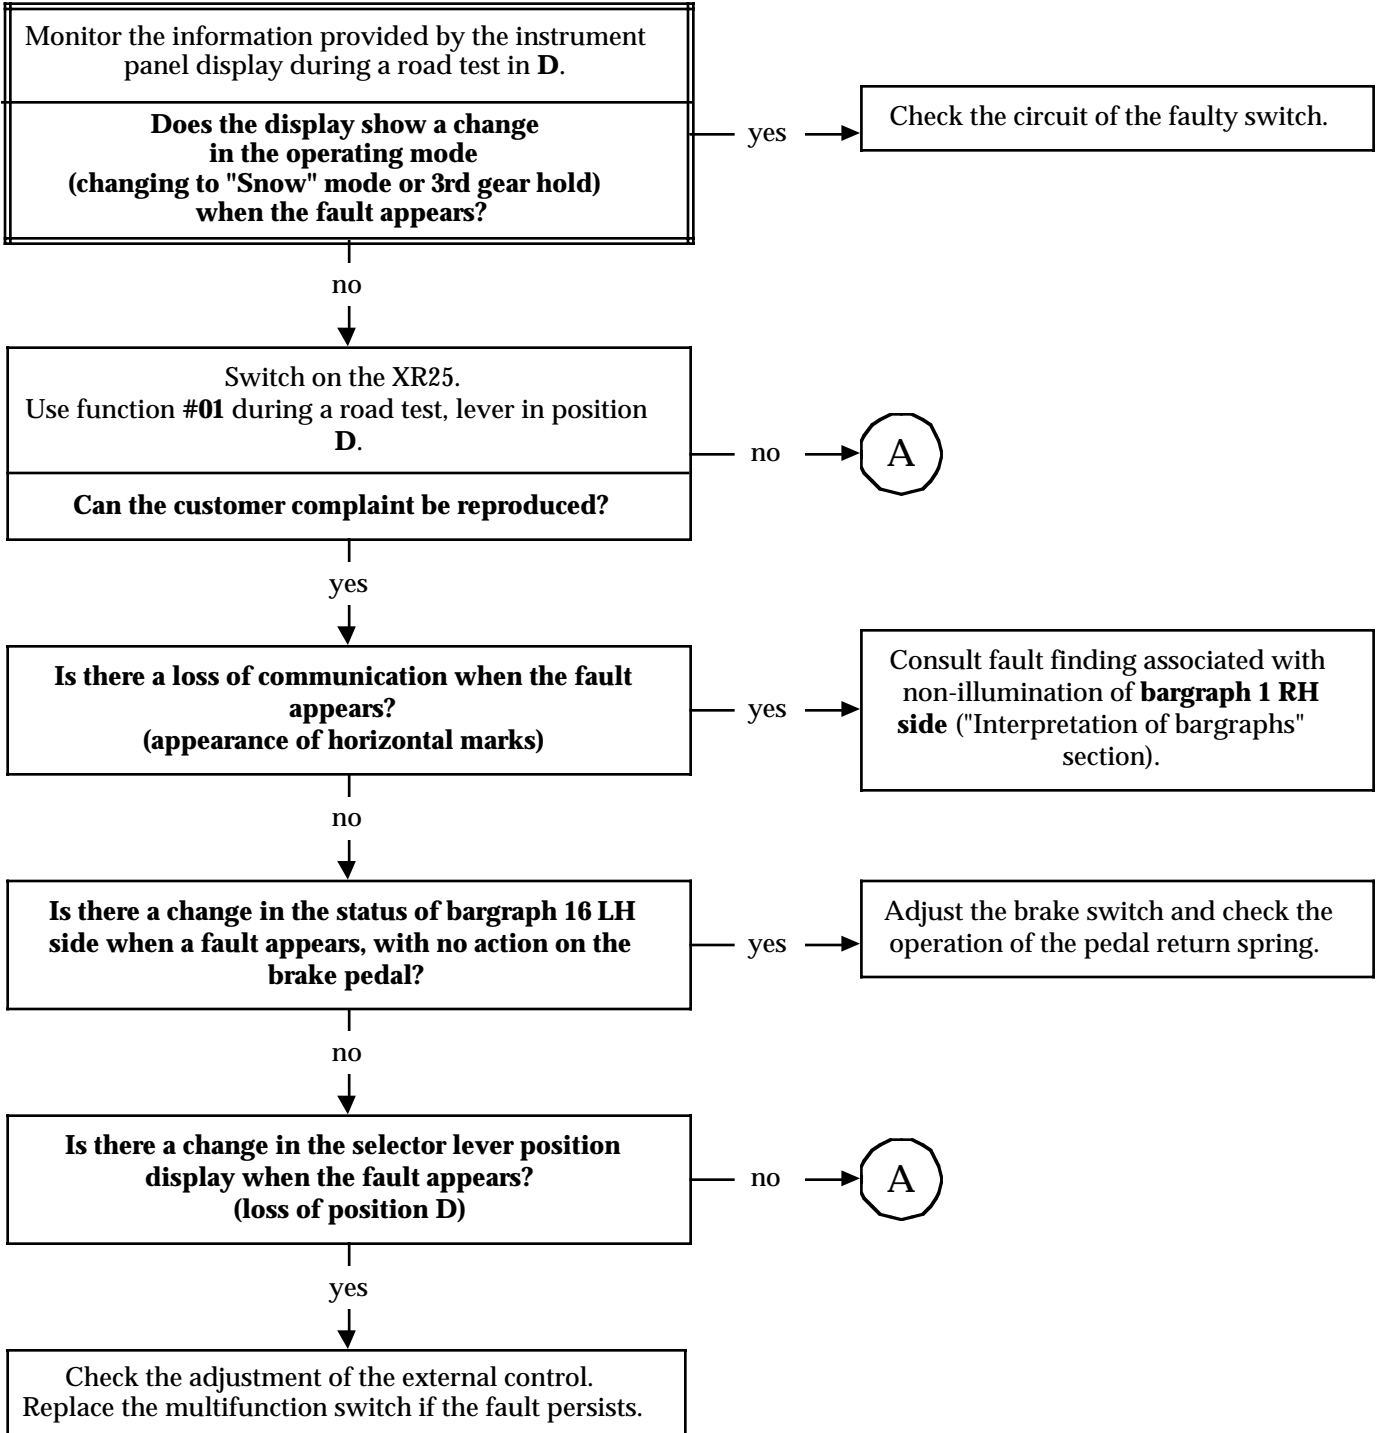 Monitor the information provided by the instrument
panel display during a road test in D.
Does the display show a change
in the operating mode
(changing to "Snow" mode or 3rd gear hold)
when the fault appears?
yes
Check the circuit of the faulty switch.
no
Switch on the XR25.
Use function #01 during a road test, lever in position
D.
Can the customer complaint be reproduced?
no
A
yes
Is there a loss of communication when the fault
appears?
(appearance of horizontal marks)
yes
Consult fault finding associated with
non-illumination of bargraph 1 RH
side ("Interpretation of bargraphs"
section).
no
Is there a change in the status of bargraph 16 LH
side when a fault appears, with no action on the
brake pedal?
yes
Adjust the brake switch and check the
operation of the pedal return spring.
no
Is there a change in the selector lever position
display when the fault appears?
(loss of position D)
no
A
yes
Check the adjustment of the external control.
Replace the multifunction switch if the fault persists.